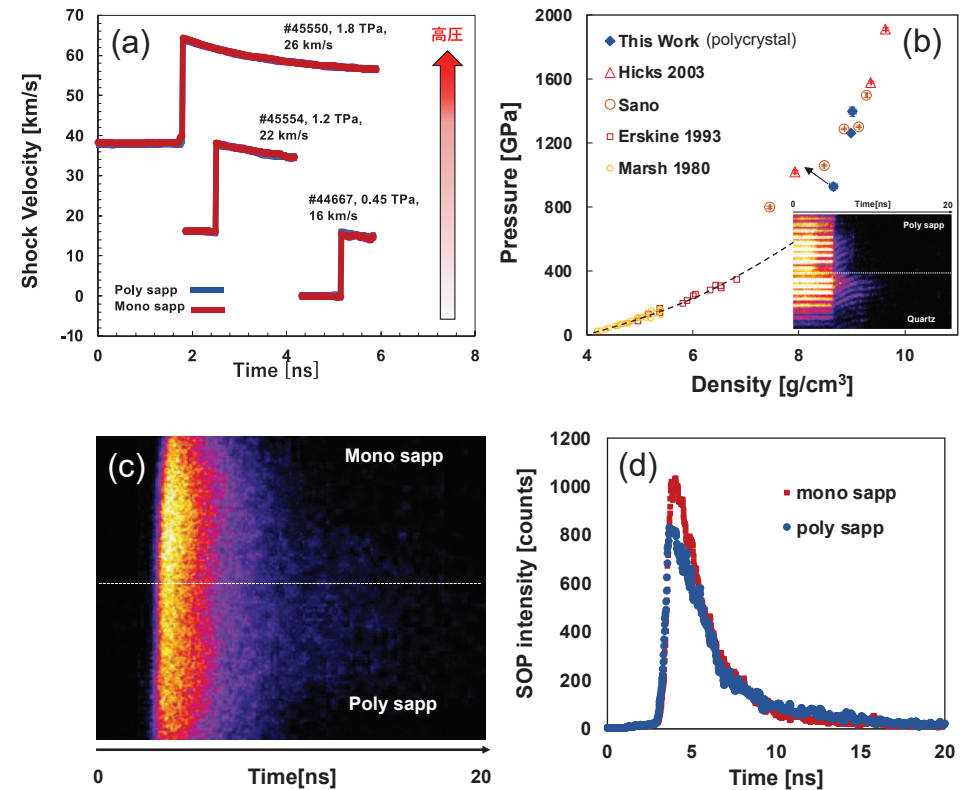 (a)
Shock Velocity [km/s]
70
60
50
40
30
20
10
0
-10
0
2
4
6
8
Time [ns]
#45550, 1.8 TPa,
26 km/s
#45554, 1.2 TPa,
22 km/s
#44667, 0.45 TPa,
16 km/s
高圧
Poly sapp
Mono sapp
(b)
Pressure [GPa]
2000
1600
1200
800
400
0
4
6
8
10
Density [g/cm³]
This Work (polycrystal)
Hicks 2003
Sano
Erskine 1993
Marsh 1980
0
Time[ns]
20
Poly sapp
Quartz
(c)
Mono sapp
Poly sapp
0
Time[ns]
20
(d)
SOP intensity [counts]
1200
1000
800
600
400
200
0
0
5
10
15
20
Time [ns]
mono sapp
poly sapp